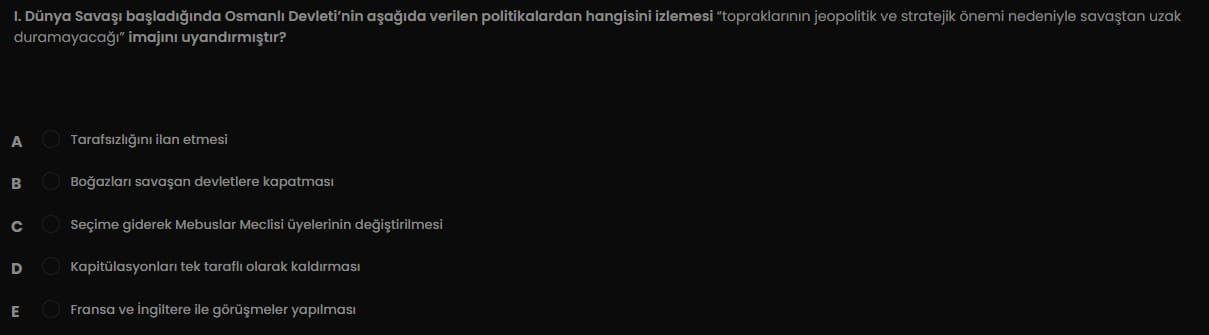 I. Dünya Savaşı başladığında Osmanlı Devleti’nin aşağıda verilen politikalardan hangisini izlemesi “topraklarının jeopolitik ve stratejik önemi nedeniyle savaştan uzak
duramayacağı” imajını uyandırmıştır?
A Tarafsızlığını ilan etmesi
B Boğazları savaşan devletlere kapatması
C Seçime giderek Mebuslar Meclisi üyelerinin değiştirilmesi
D Kapitülasyonları tek taraflı olarak kaldırması
E Fransa ve İngiltere ile görüşmeler yapılması